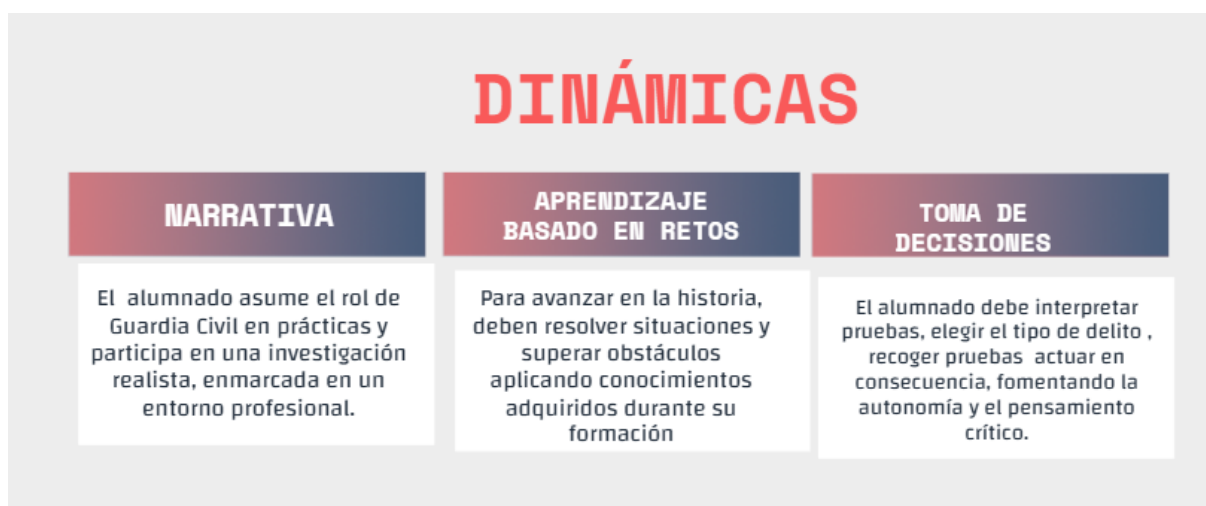 DINÁMICAS
NARRATIVA
El alumnado asume el rol de
Guardia Civil en prácticas y
participa en una investigación
realista, enmarcada en un
entorno profesional.
APRENDIZAJE
BASADO EN RETOS
Para avanzar en la historia,
deben resolver situaciones y
superar obstáculos
aplicando conocimientos
adquiridos durante su
formación
TOMA DE
DECISIONES
El alumnado debe interpretar
pruebas, elegir el tipo de delito ,
recoger pruebas actuar en
consecuencia, fomentando la
autonomía y el pensamiento
crítico.